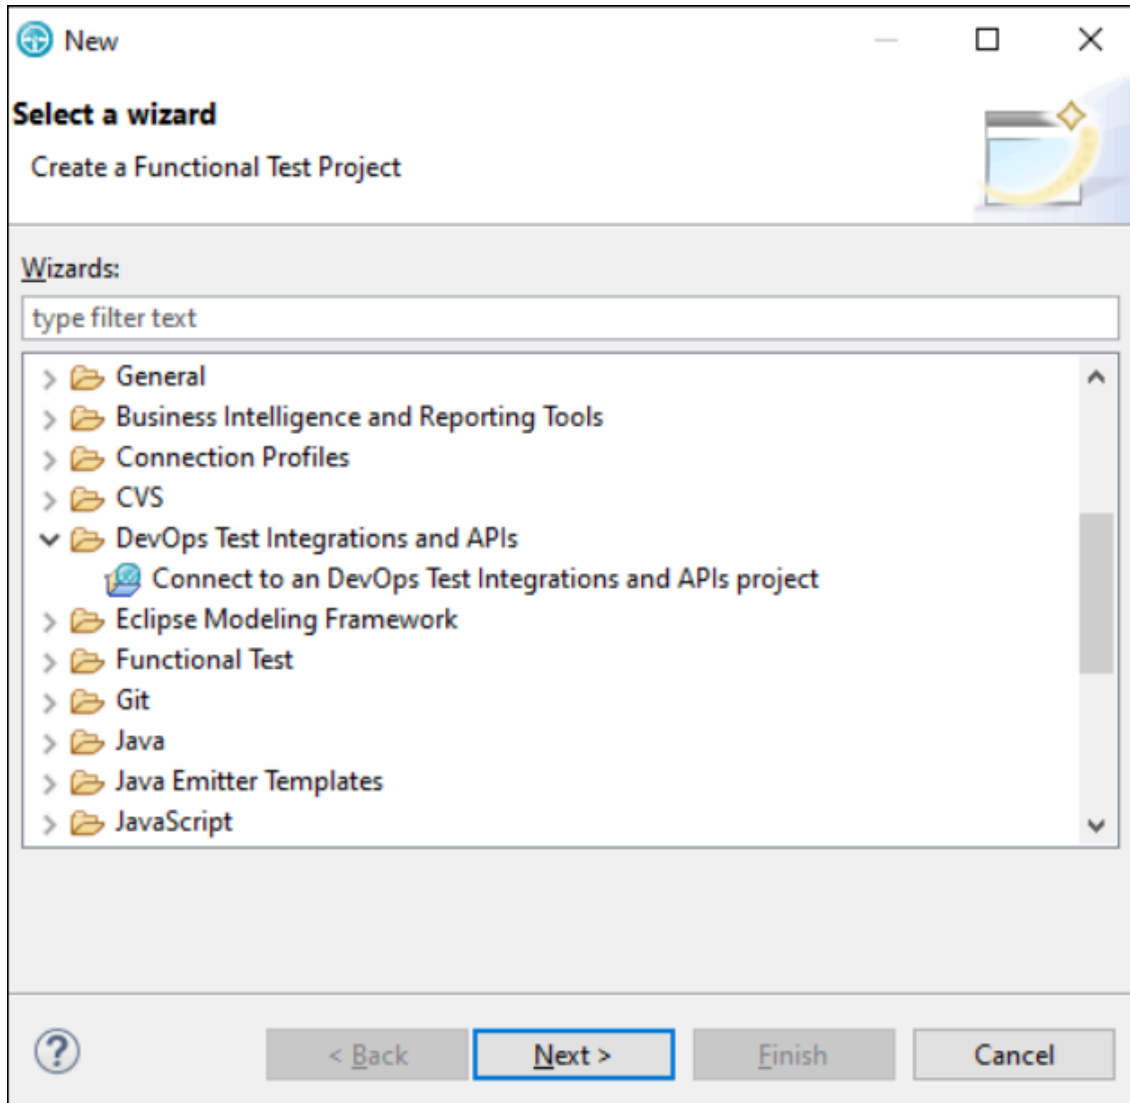 New
Select a wizard
Create a Functional Test Project
Wizards:
type filter text
General
Business Intelligence and Reporting Tools
Connection Profiles
CVS
DevOps Test Integrations and APIs
Connect to an DevOps Test Integrations and APIs project
Eclipse Modeling Framework
Functional Test
Git
Java
Java Emitter Templates
JavaScript
? < Back Next > Finish Cancel